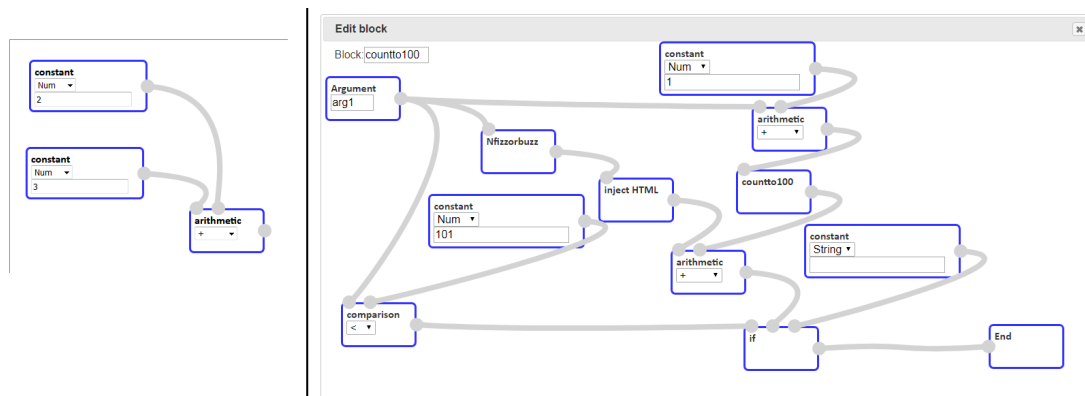 constant
Num
2
constant
Num
3
arithmetic
+
Edit block
Block: countto100
Argument
arg1
constant
Num
1
arithmetic
+
Nfizzorbuzz
countto100
inject HTML
constant
Num
101
constant
String
arithmetic
+
comparison
<
if
End